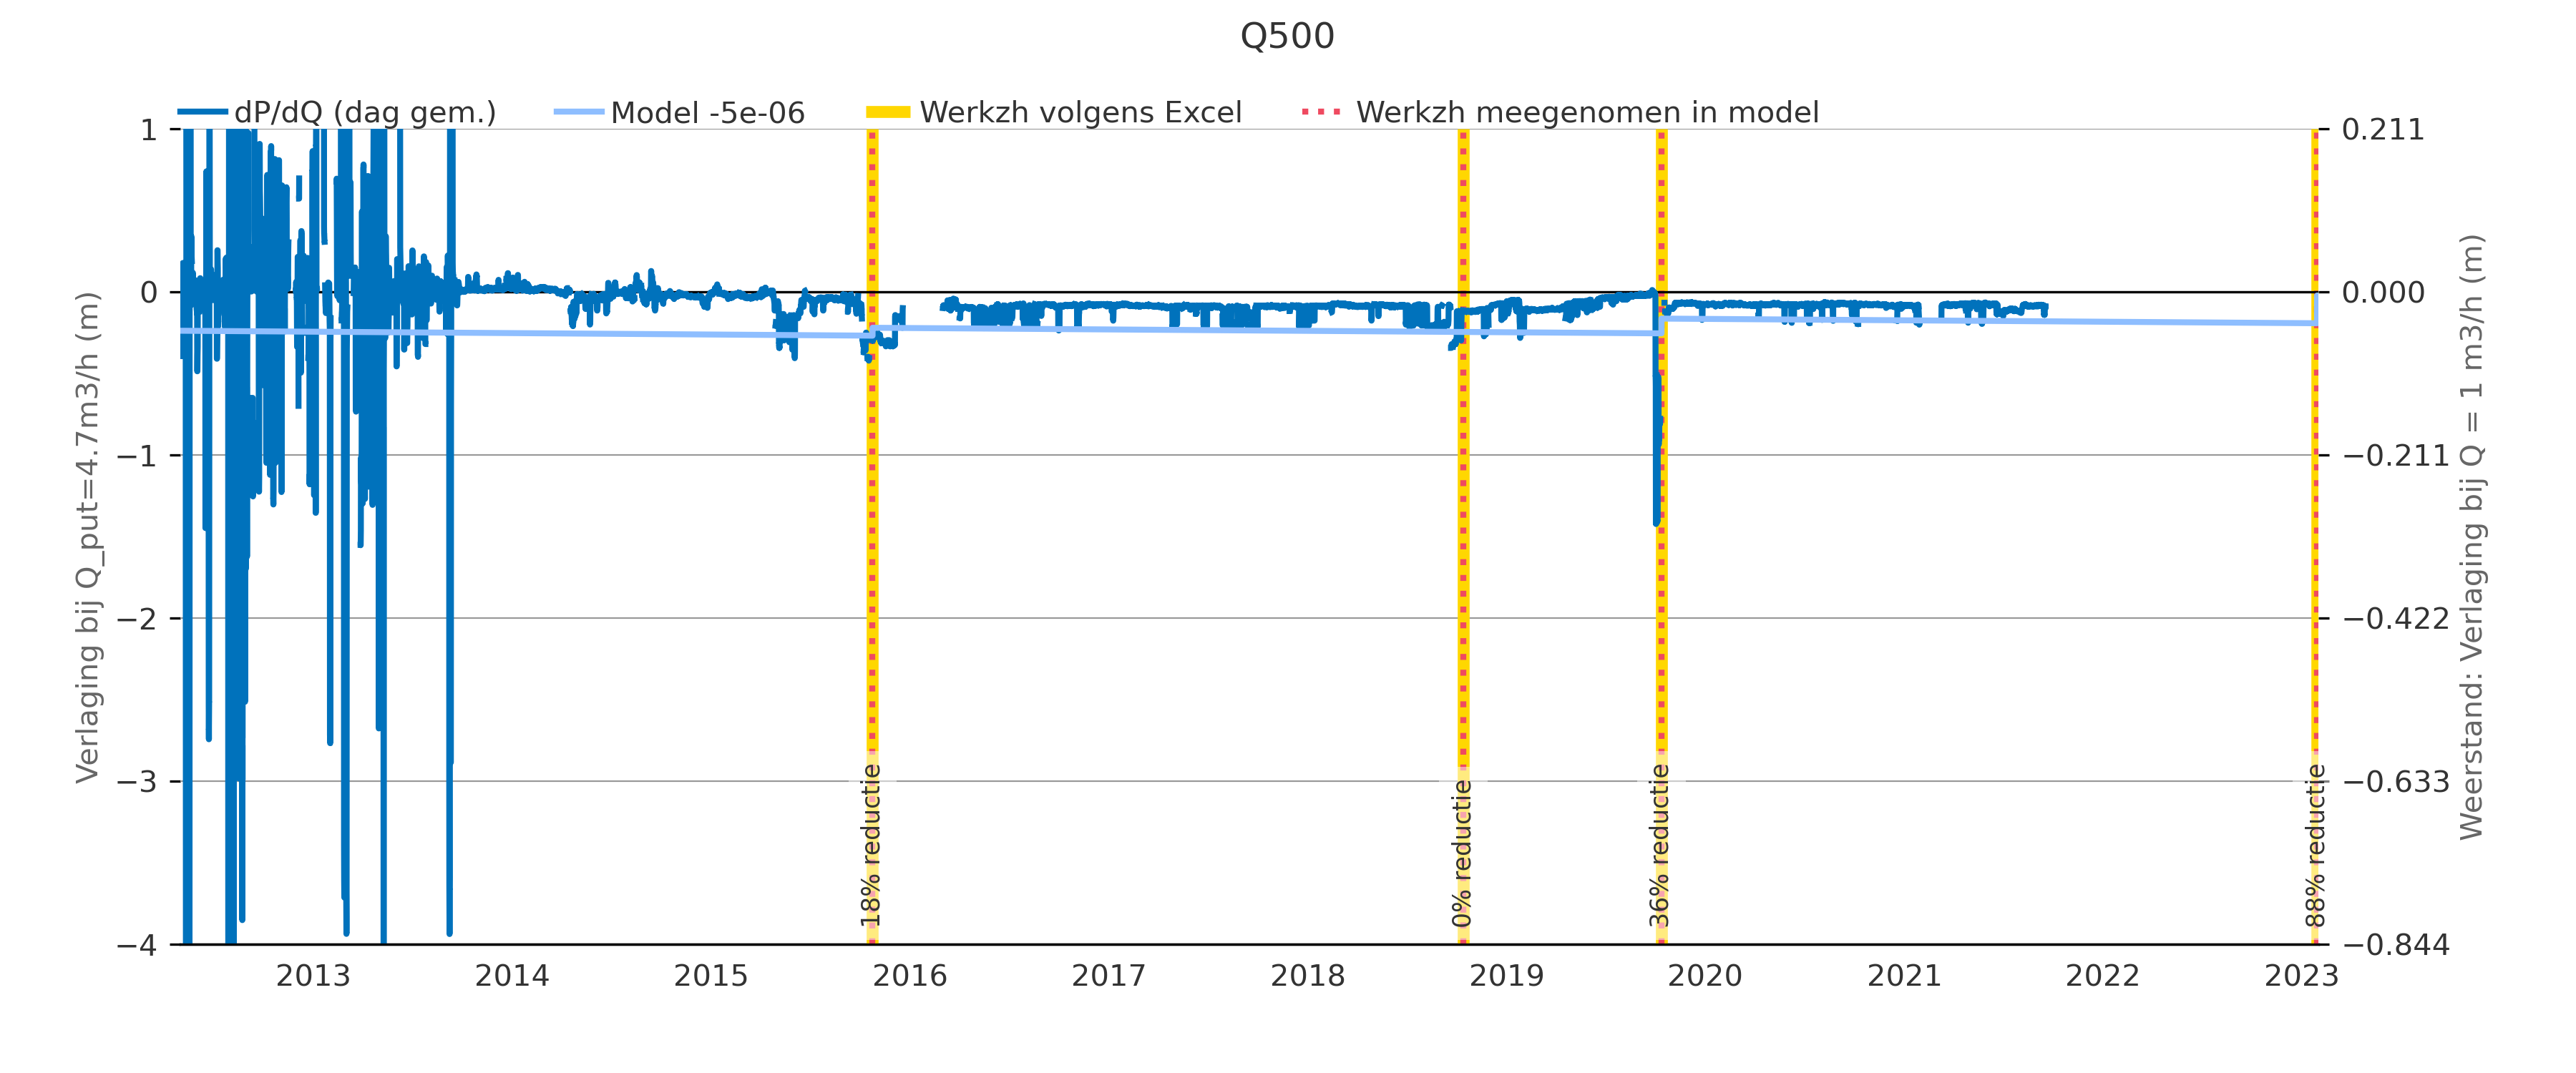 Q500
dP/dQ (dag gem.)
Model -5e-06
Werkzh volgens Excel
Werkzh meegenomen in model
Verlaging bij Q_put=4.7m3/h (m)
1
0
−1
−2
−3
−4
0.211
0.000
−0.211
−0.422
−0.633
−0.844
Weerstand: Verlaging bij Q = 1 m3/h (m)
18% reductie
0% reductie
36% reductie
88% reductie
2013
2014
2015
2016
2017
2018
2019
2020
2021
2022
2023